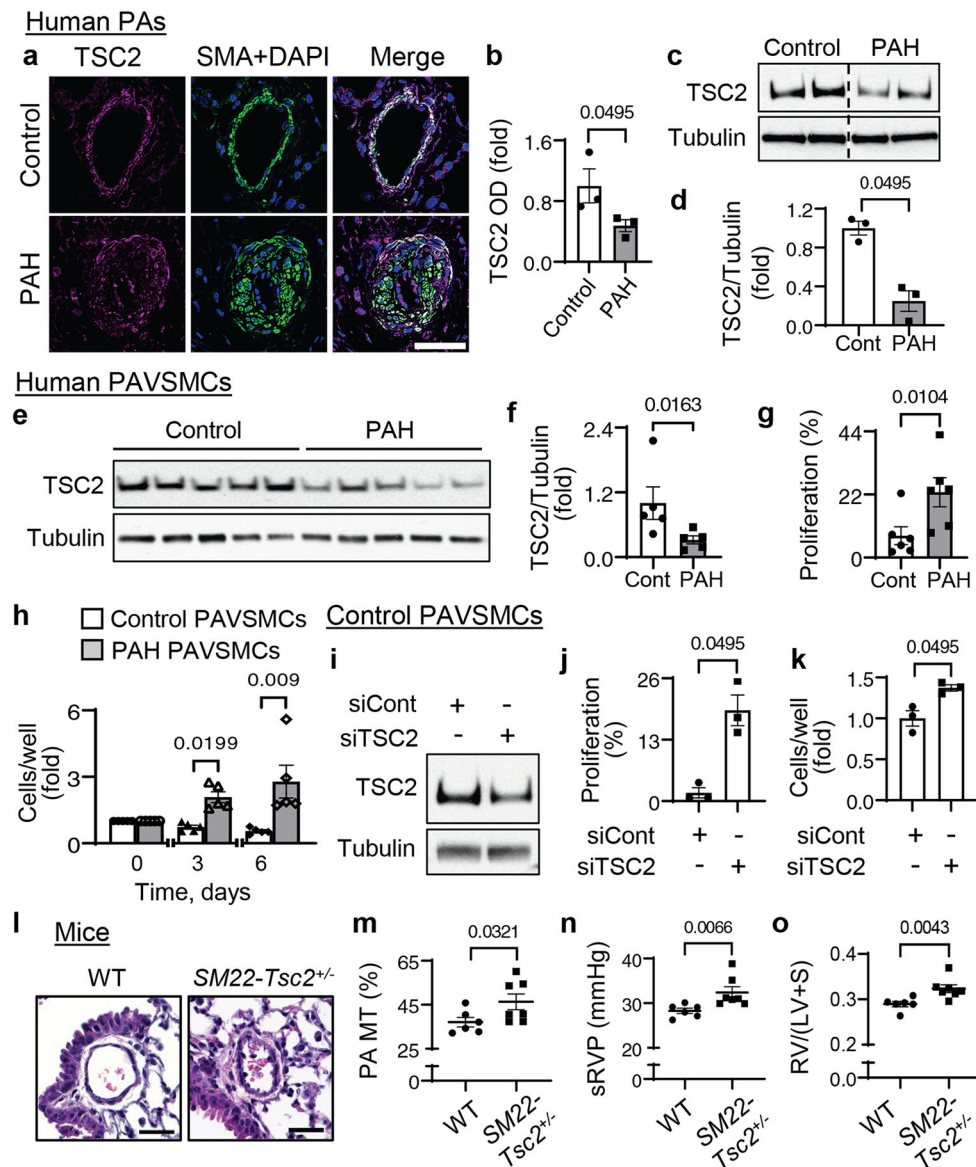 Human PAs
a TSC2 SMA+DAPI Merge
Control
PAH
b
0.0495
TSC2 OD (fold)
1.6
0.8
0.0
Control PAH
c Control PAH
TSC2
Tubulin
d
0.0495
TSC2/Tubulin
(fold)
1.2
0.8
0.4
0.0
Cont PAH
Human PAVSMCs
e Control PAH
TSC2
Tubulin
f
0.0163
TSC2/Tubulin
(fold)
2.4
1.2
0.0
Cont PAH
g
0.0104
Proliferation (%)
44
22
0
Cont PAH
h Control PAVSMCs
PAH PAVSMCs
0.009
0.0199
Cells/well
(fold)
6
3
0
0 3 6
Time, days
Control PAVSMCs
i
siCont + -
siTSC2 - +
TSC2
Tubulin
j
0.0495
Proliferation
(%)
26
13
0
siCont + -
siTSC2 - +
k
0.0495
Cells/well
(fold)
1.5
1.0
0.5
0.0
siCont + -
siTSC2 - +
l Mice
WT SM22-Tsc2+/-
m
0.0321
PA MT (%)
65
45
25
0
WT SM22-
Tsc2+/-
n
0.0066
sRVP (mmHg)
40
30
20
0
WT SM22-
Tsc2+/-
o
0.0043
RV/(LV+S)
0.4
0.3
0.2
0.0
WT SM22-
Tsc2+/-